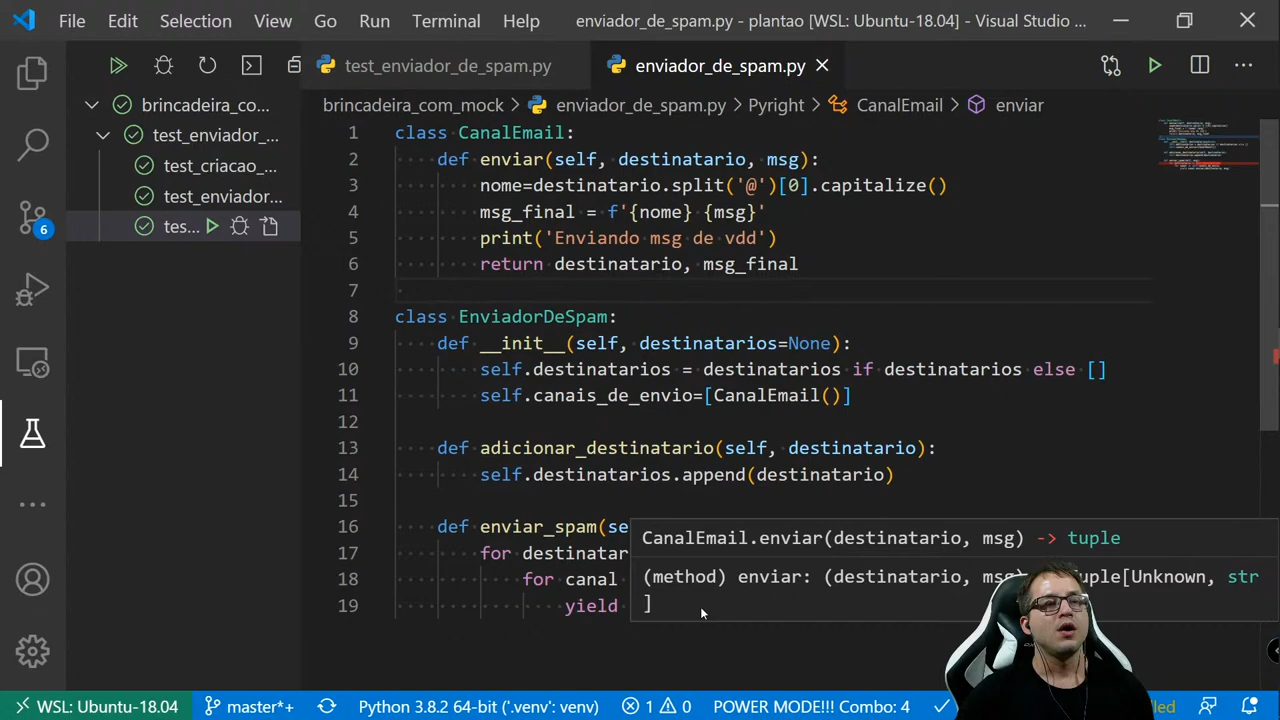 File Edit Selection View Go Run Terminal Help enviador_de_spam.py - plantao [WSL: Ubuntu-18.04] - Visual Studio ...
test_enviador_de_spam.py enviador_de_spam.py
brincadeira_co...
test_enviador_...
test_criacao_...
test_enviador...
tes...
6
brincadeira_com_mock > enviador_de_spam.py > Pyright > CanalEmail > enviar
1 class CanalEmail:
2 def enviar(self, destinatario, msg):
3 nome=destinatario.split('@')[0].capitalize()
4 msg_final = f'{nome} {msg}'
5 print('Enviando msg de vdd')
6 return destinatario, msg_final
7
8 class EnviadorDeSpam:
9 def __init__(self, destinatarios=None):
10 self.destinatarios = destinatarios if destinatarios else []
11 self.canais_de_envio=[CanalEmail()]
12
13 def adicionar_destinatario(self, destinatario):
14 self.destinatarios.append(destinatario)
15
16 def enviar_spam(se
17 for destinatar
18 for canal
19 yield
CanalEmail.enviar(destinatario, msg) -> tuple
(method) enviar: (destinatario, msg) tuple[Unknown, str
]
WSL: Ubuntu-18.04 master*+ Python 3.8.2 64-bit ('.venv': venv) 1 0 POWER MODE!!! Combo: 4